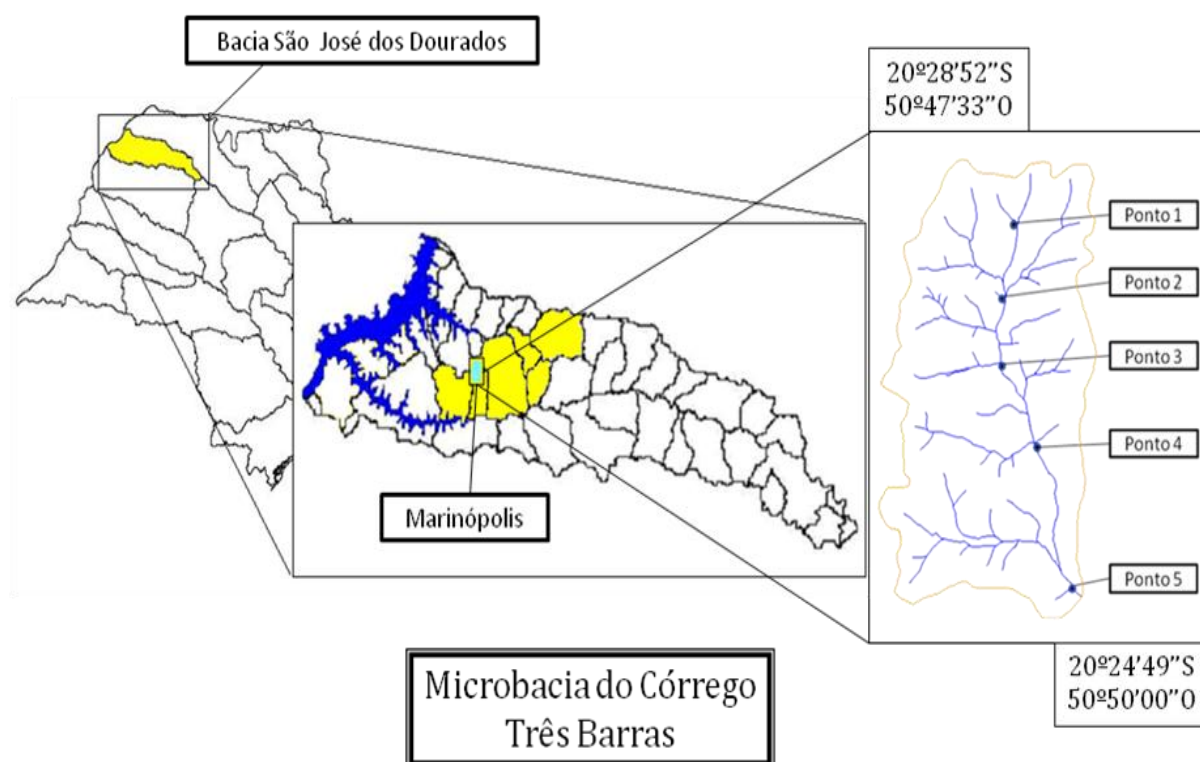 Bacia São José dos Dourados
20º28’52”S
50º47’33”O
Ponto 1
Ponto 2
Ponto 3
Ponto 4
Ponto 5
Marinópolis
20º24’49”S
50º50’00”O
Microbacia do Córrego
Três Barras